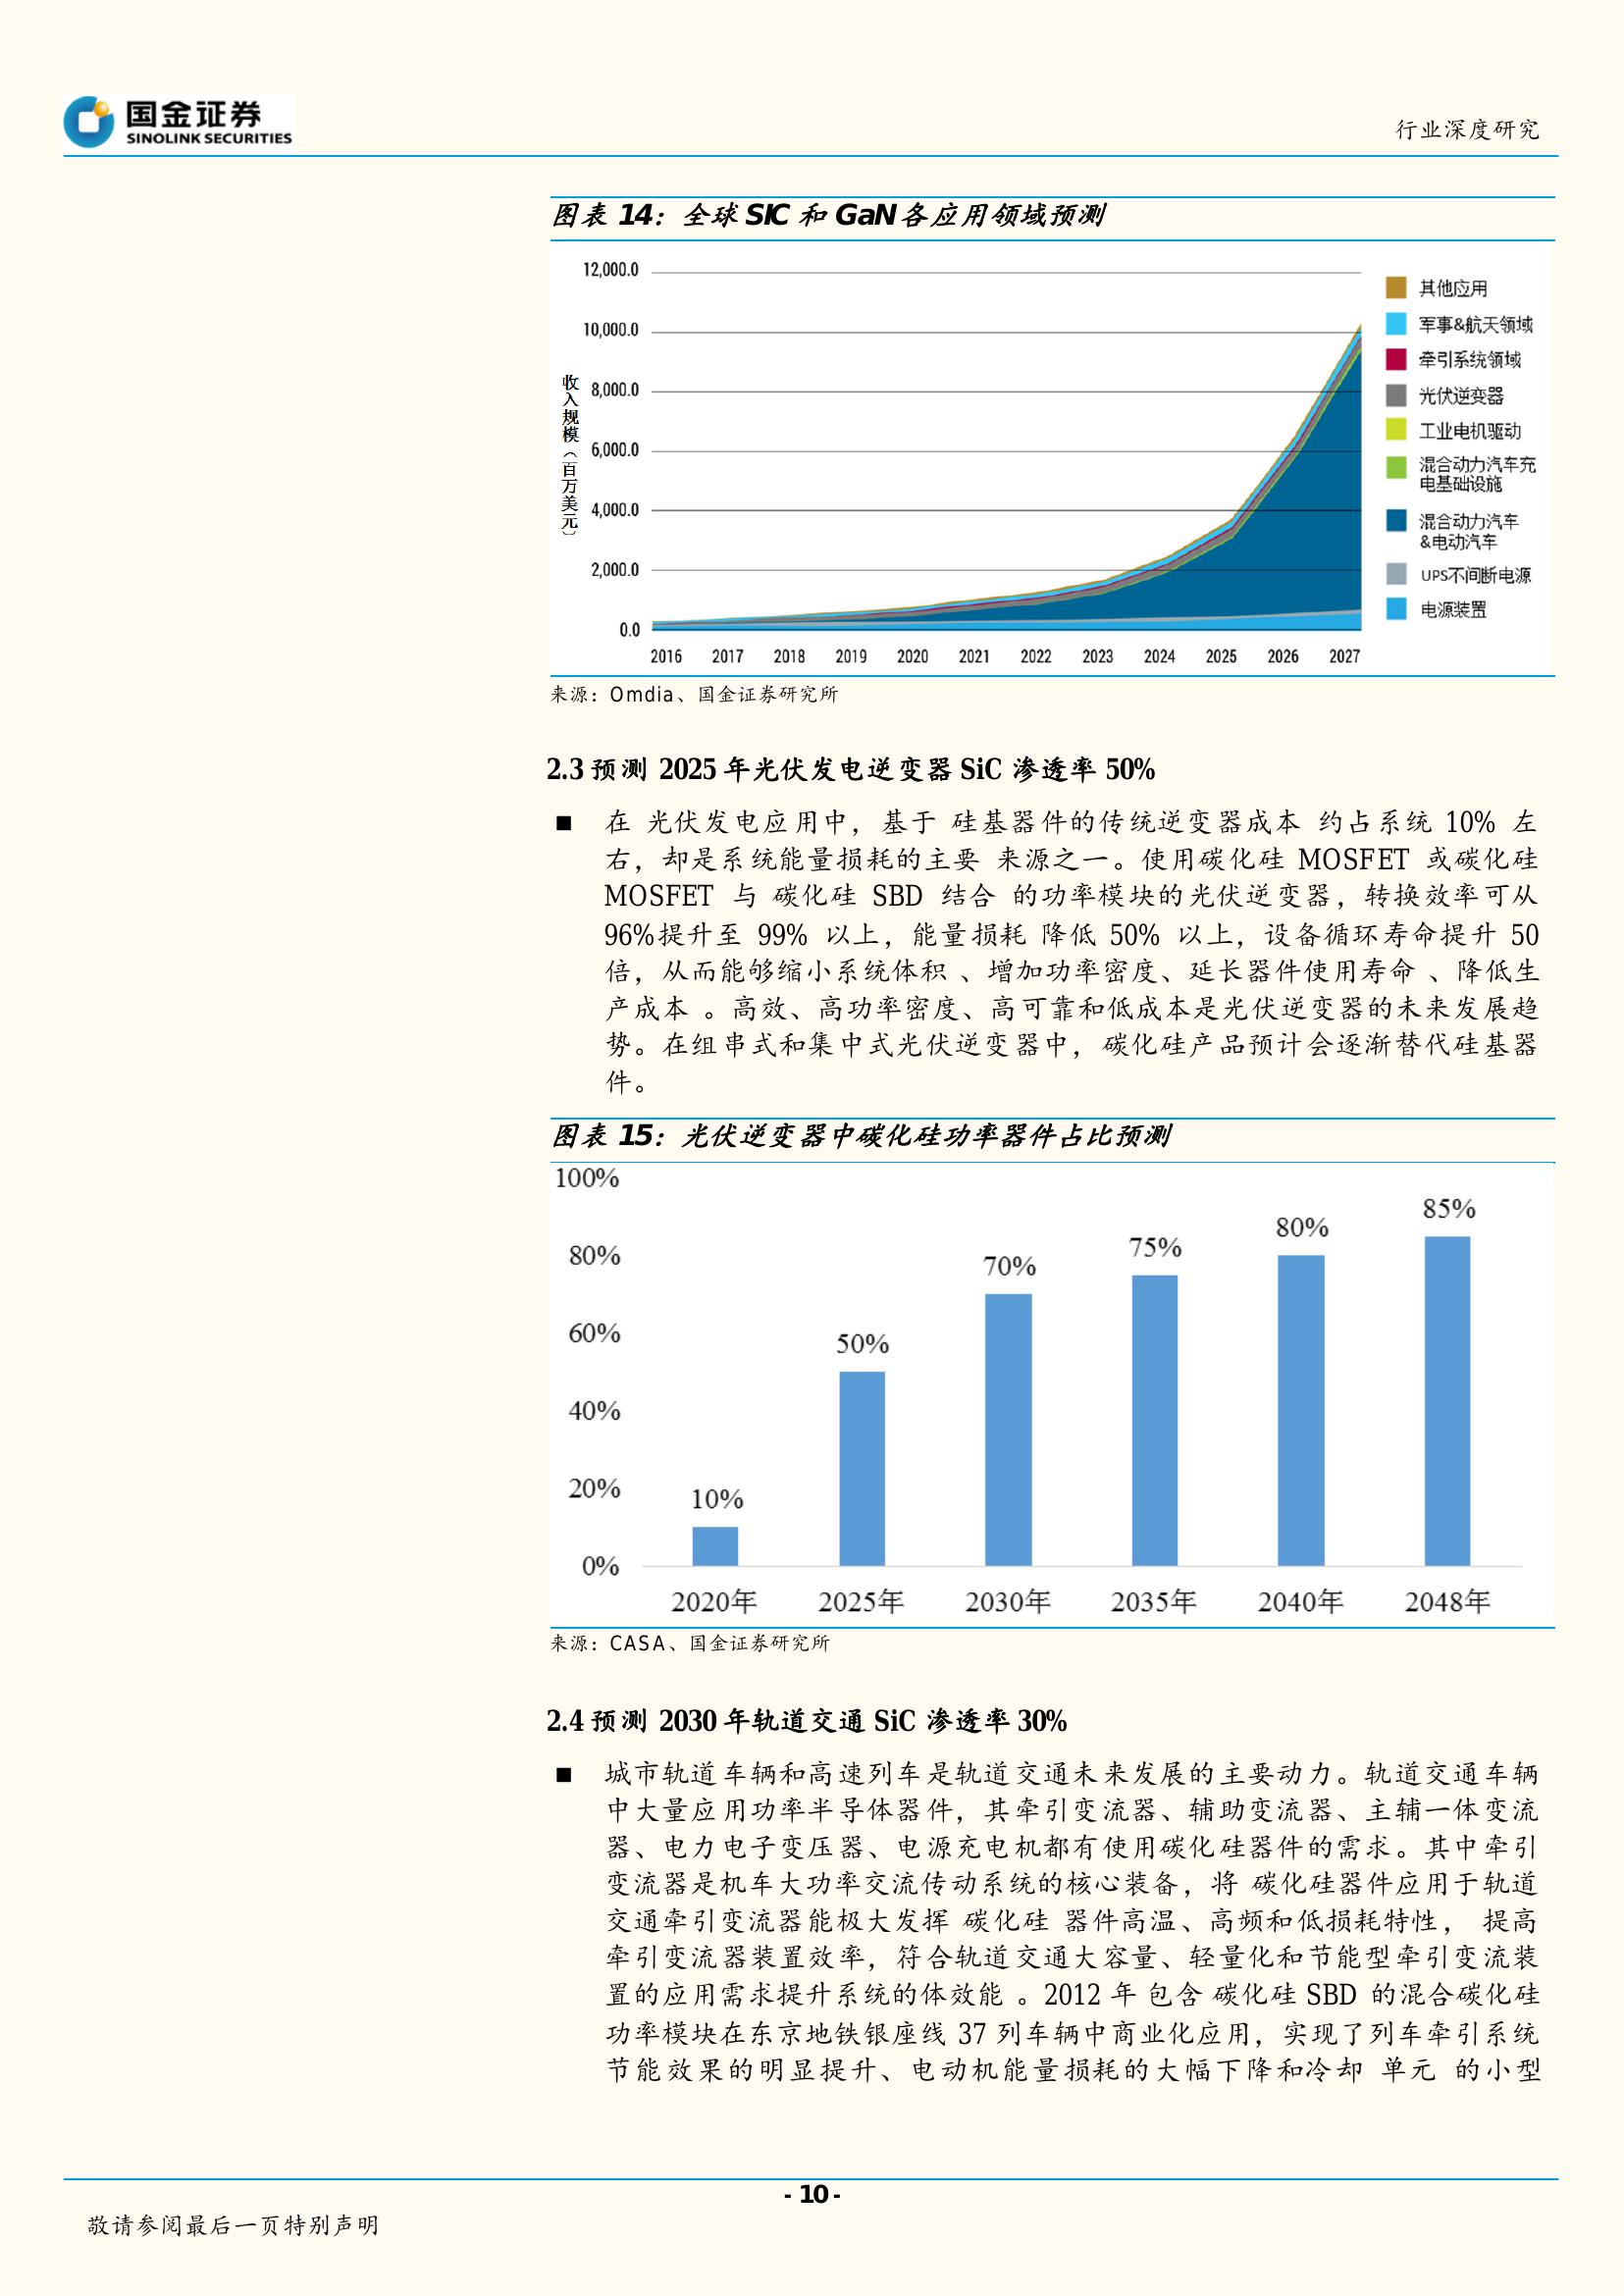 国金证券
SINOLINK SECURITIES
行业深度研究
图表 14：全球 SIC 和 GaN 各应用领域预测
12,000.0
10,000.0
8,000.0
6,000.0
4,000.0
2,000.0
0.0
收入规模（百万美元）
2016 2017 2018 2019 2020 2021 2022 2023 2024 2025 2026 2027
其他应用
军事&航天领域
牵引系统领域
光伏逆变器
工业电机驱动
混合动力汽车充
电基础设施
混合动力汽车
&电动汽车
UPS不间断电源
电源装置
来源：Omdia、国金证券研究所
2.3 预测 2025 年光伏发电逆变器 SiC 渗透率 50%
■ 在 光伏发电应用中，基于 硅基器件的传统逆变器成本 约占系统 10% 左
右，却是系统能量损耗的主要 来源之一。使用碳化硅 MOSFET 或碳化硅
MOSFET 与 碳化硅 SBD 结合 的功率模块的光伏逆变器，转换效率可从
96%提升至 99% 以上，能量损耗 降低 50% 以上，设备循环寿命提升 50
倍，从而能够缩小系统体积 、增加功率密度、延长器件使用寿命 、降低生
产成本 。高效、高功率密度、高可靠和低成本是光伏逆变器的未来发展趋
势。在组串式和集中式光伏逆变器中，碳化硅产品预计会逐渐替代硅基器
件。
图表 15：光伏逆变器中碳化硅功率器件占比预测
100%
80%
60%
40%
20%
0%
10%
50%
70%
75%
80%
85%
2020年 2025年 2030年 2035年 2040年 2048年
来源：CASA、国金证券研究所
2.4 预测 2030 年轨道交通 SiC 渗透率 30%
■ 城市轨道车辆和高速列车是轨道交通未来发展的主要动力。轨道交通车辆
中大量应用功率半导体器件，其牵引变流器、辅助变流器、主辅一体变流
器、电力电子变压器、电源充电机都有使用碳化硅器件的需求。其中牵引
变流器是机车大功率交流传动系统的核心装备，将 碳化硅器件应用于轨道
交通牵引变流器能极大发挥 碳化硅 器件高温、高频和低损耗特性， 提高
牵引变流器装置效率，符合轨道交通大容量、轻量化和节能型牵引变流装
置的应用需求提升系统的体效能 。2012 年 包含 碳化硅 SBD 的混合碳化硅
功率模块在东京地铁银座线 37 列车辆中商业化应用，实现了列车牵引系统
节能效果的明显提升、电动机能量损耗的大幅下降和冷却 单元 的小型
- 10 -
敬请参阅最后一页特别声明